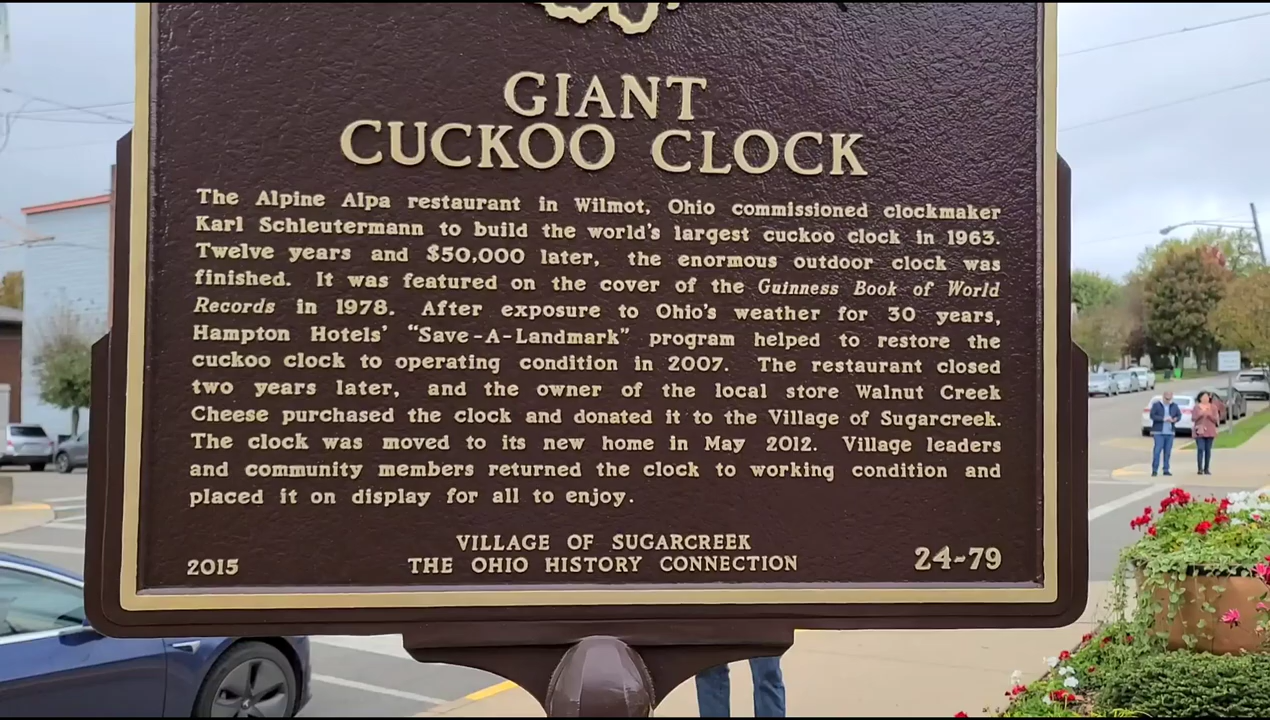 GIANT
CUCKOO CLOCK
The Alpine Alpa restaurant in Wilmot, Ohio commissioned clockmaker
Karl Schleutermann to build the world's largest cuckoo clock in 1963.
Twelve years and $50,000 later, the enormous outdoor clock was
finished. It was featured on the cover of the Guinness Book of World
Records in 1978. After exposure to Ohio's weather for 30 years,
Hampton Hotels' "Save-A-Landmark" program helped to restore the
cuckoo clock to operating condition in 2007. The restaurant closed
two years later, and the owner of the local store Walnut Creek
Cheese purchased the clock and donated it to the Village of Sugarcreek.
The clock was moved to its new home in May 2012. Village leaders
and community members returned the clock to working condition and
placed it on display for all to enjoy.
VILLAGE OF SUGARCREEK
2015 THE OHIO HISTORY CONNECTION 24-79